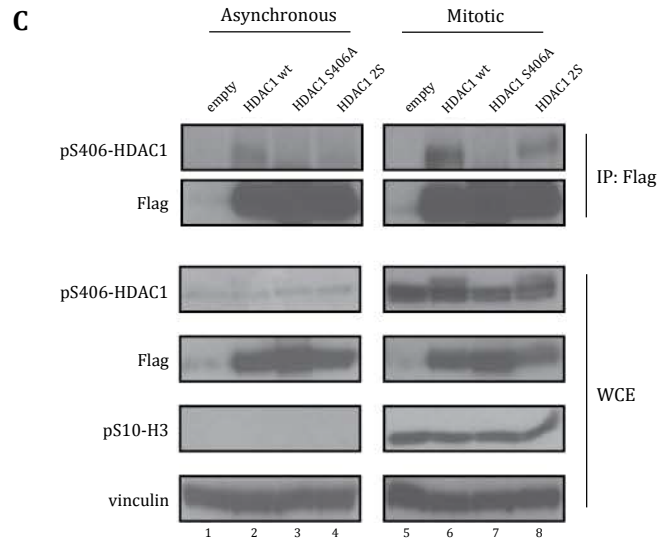 C
Asynchronous
Mitotic
empty
HDAC1 wt
HDAC1 S406A
HDAC1 2S
empty
HDAC1 wt
HDAC1 S406A
HDAC1 2S
pS406-HDAC1
Flag
IP: Flag
pS406-HDAC1
Flag
pS10-H3
vinculin
WCE
1 2 3 4 5 6 7 8